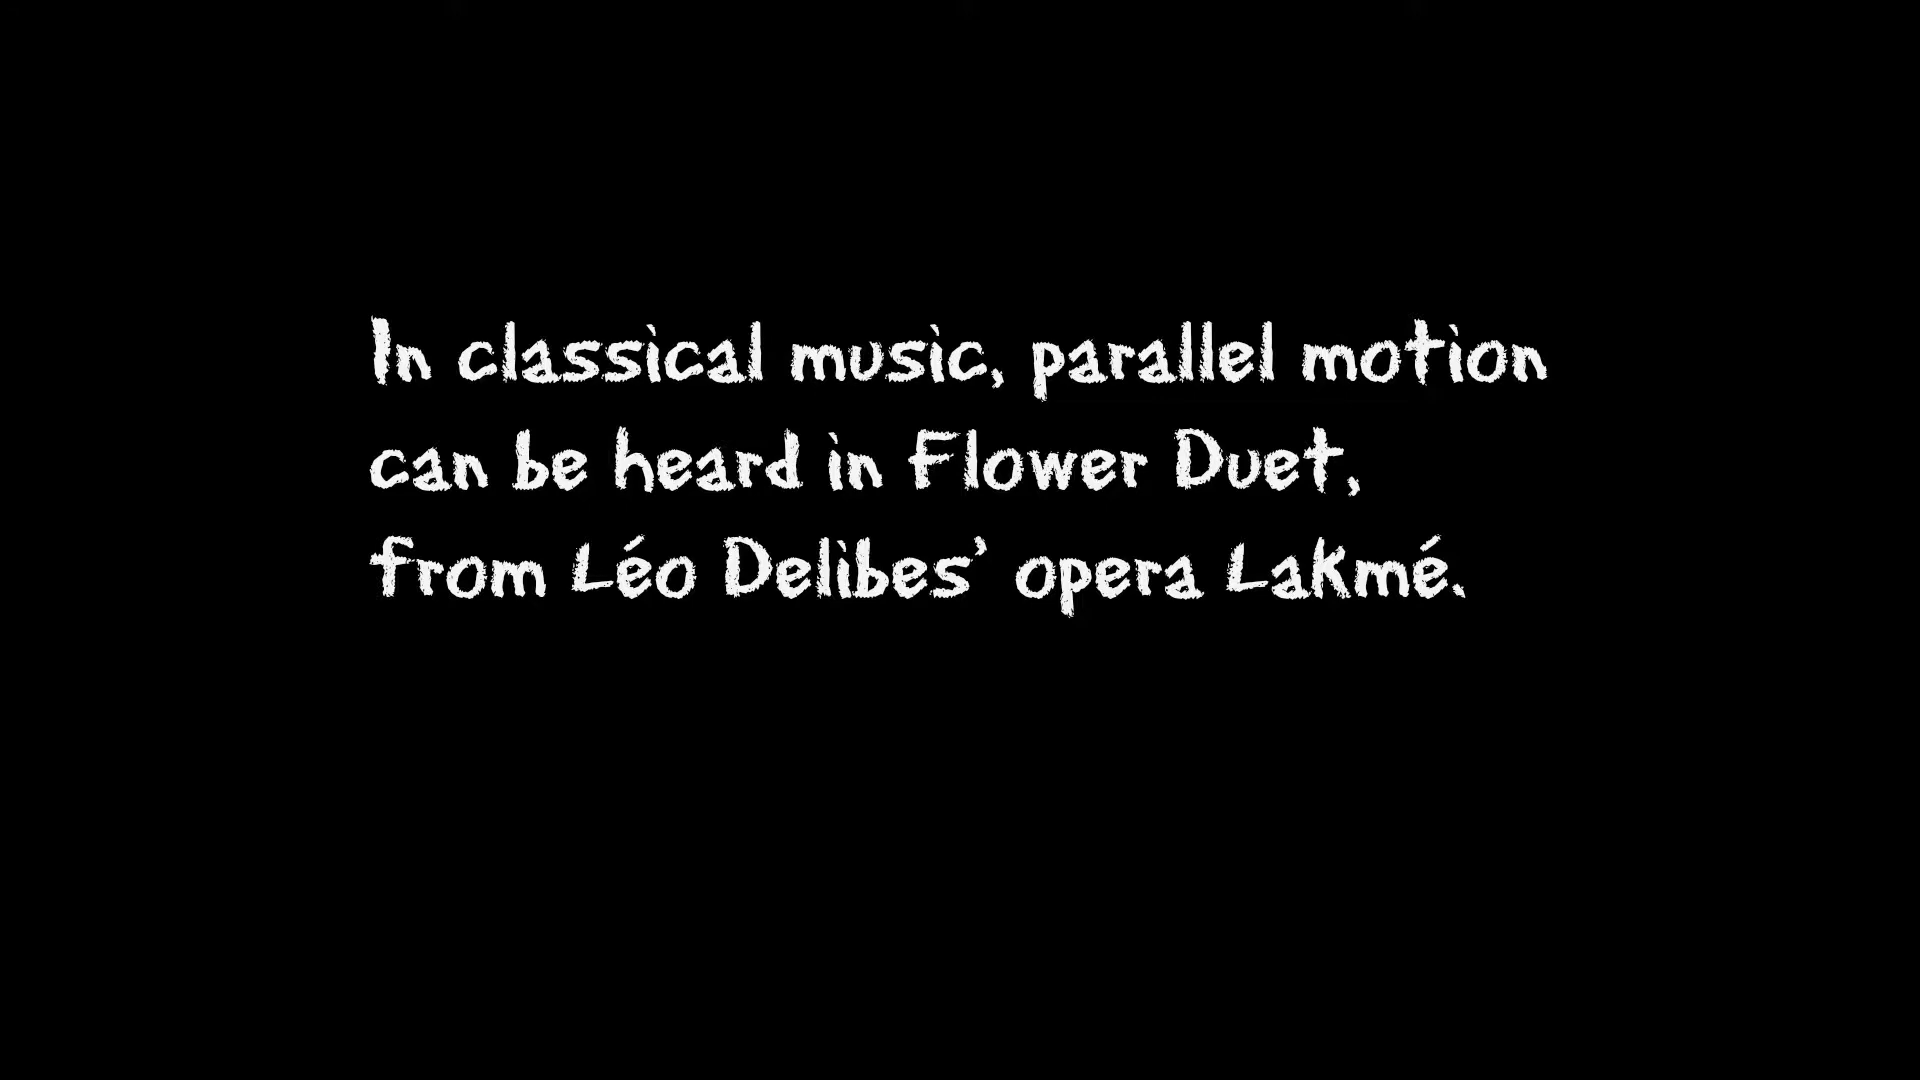 In classical music, parallel motion
can be heard in Flower Duet,
from Léo Delibes’ opera Lakmé.